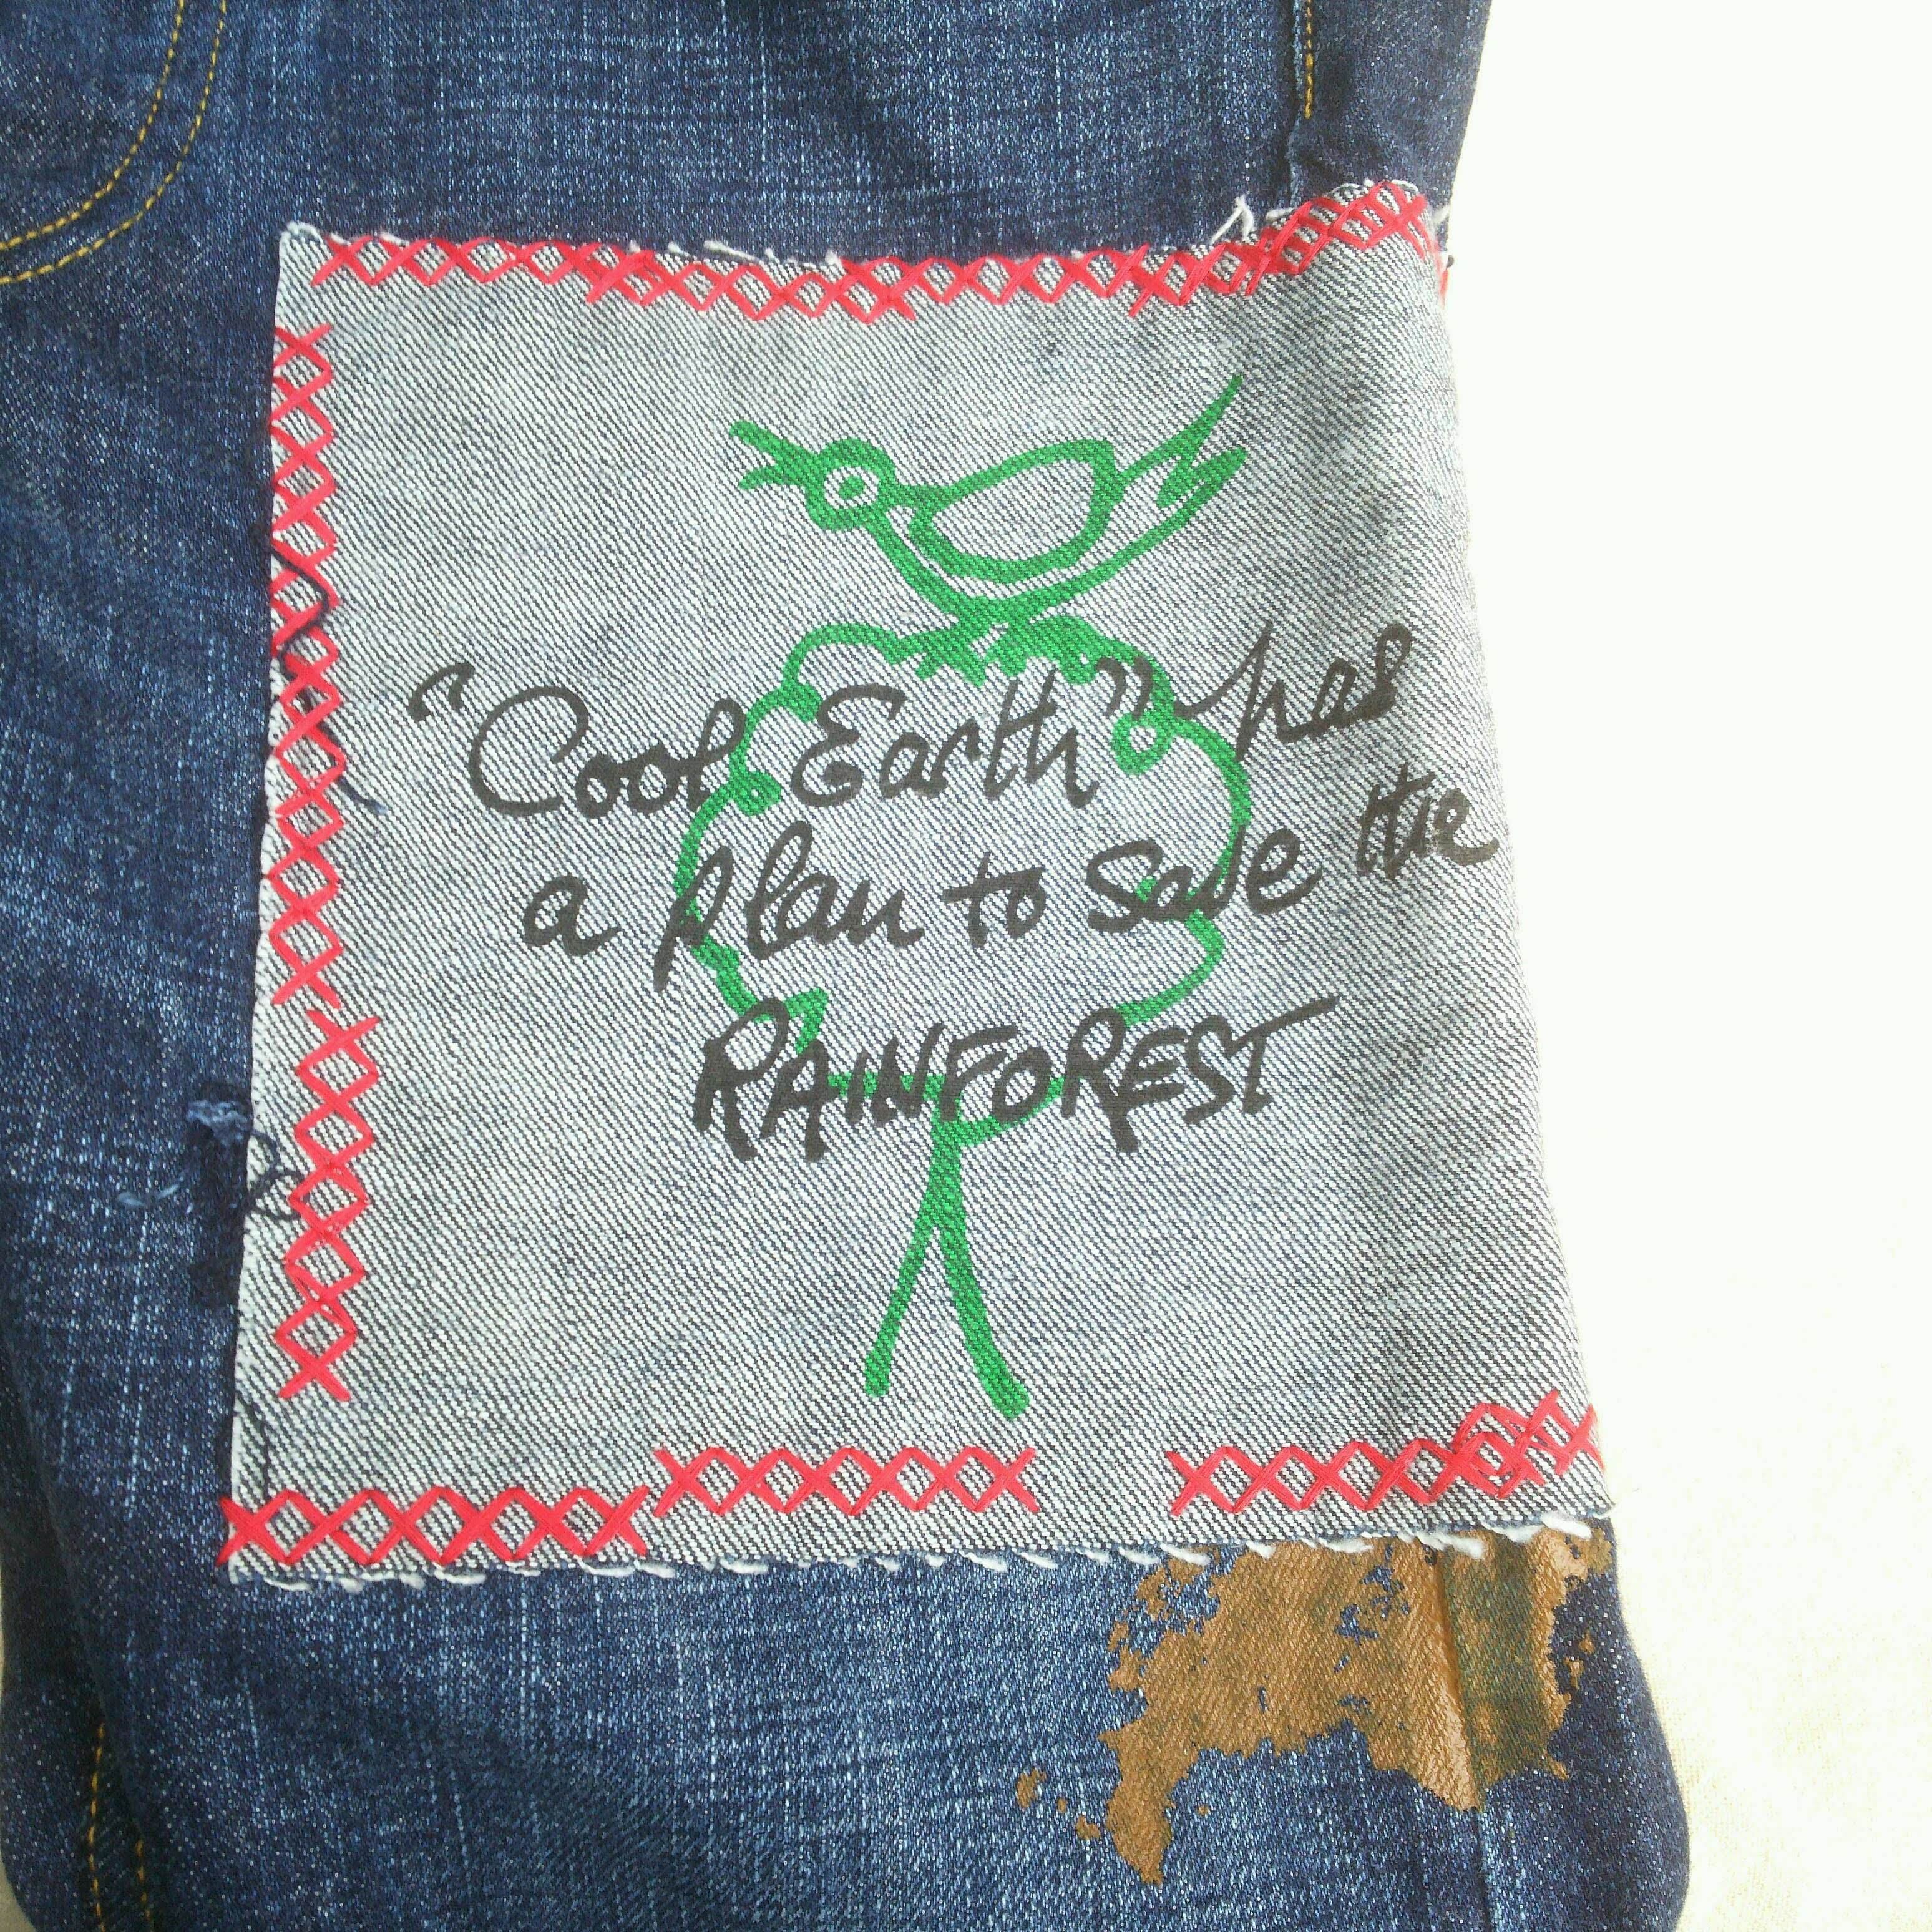 "Cool Earth" has
a plan to save the
RAINFOREST